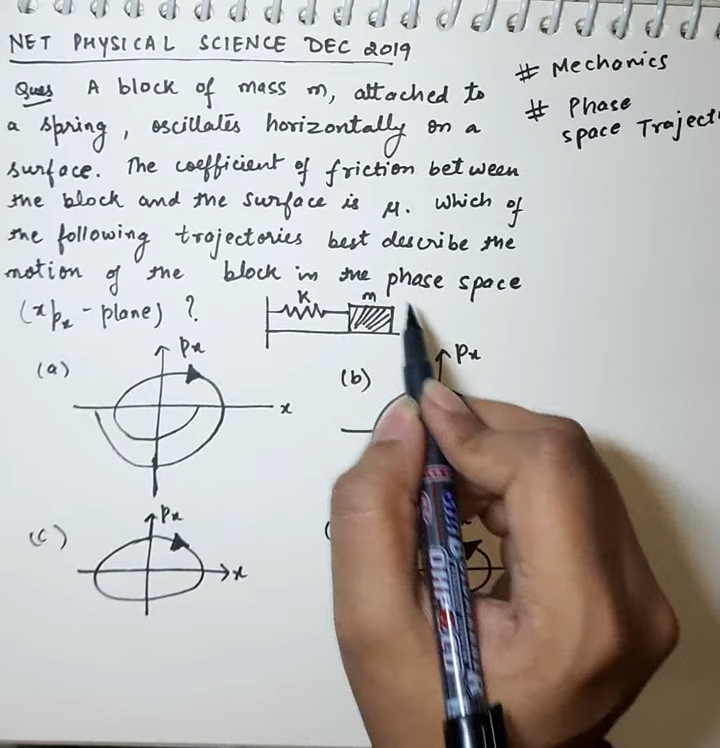 NET PHYSICAL SCIENCE DEC 2019
# Mechanics
Ques A block of mass m, attached to
# Phase
space Traject
a spring, oscillates horizontally on a
surface. The coefficient of friction between
the block and the surface is μ. Which of
the following trajectories best describe the
motion of the block in the phase space
(xpx - plane) ?
K
m
(a)
px
x
(b)
px
(c)
px
x